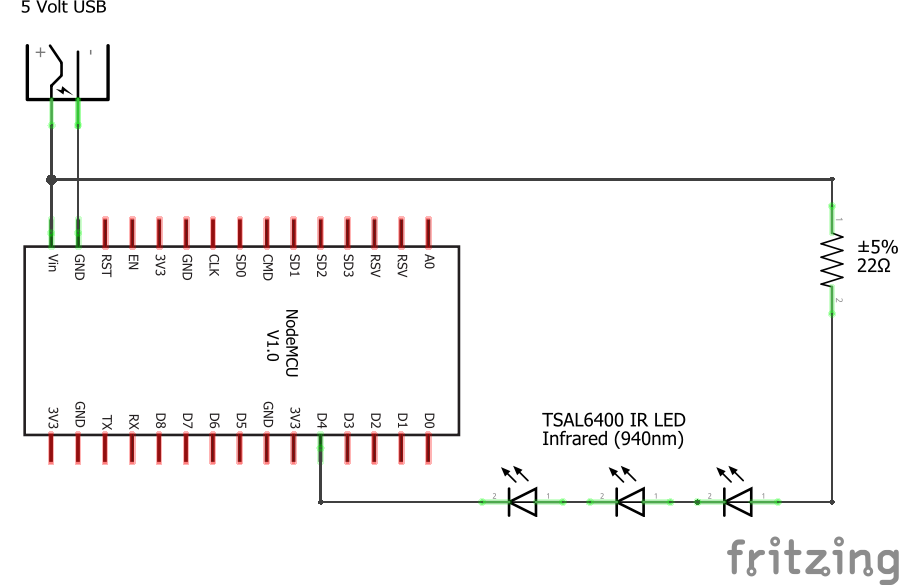 5 Volt USB
+ -
1
±5%
22Ω
2
Vin GND RST EN 3V3 GND CLK SD0 CMD SD1 SD2 SD3 RSV RSV A0
NodeMCU
V1.0
3V3 GND TX RX D8 D7 D6 D5 GND 3V3 D4 D3 D2 D1 D0
TSAL6400 IR LED
Infrared (940nm)
2 1 2 1 2 1
fritzing